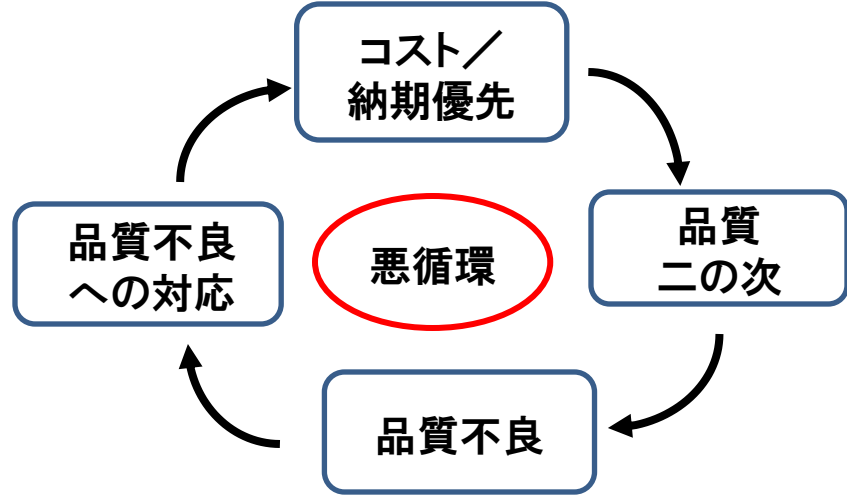 コスト／
納期優先
品質
二の次
品質不良
品質不良
への対応
悪循環